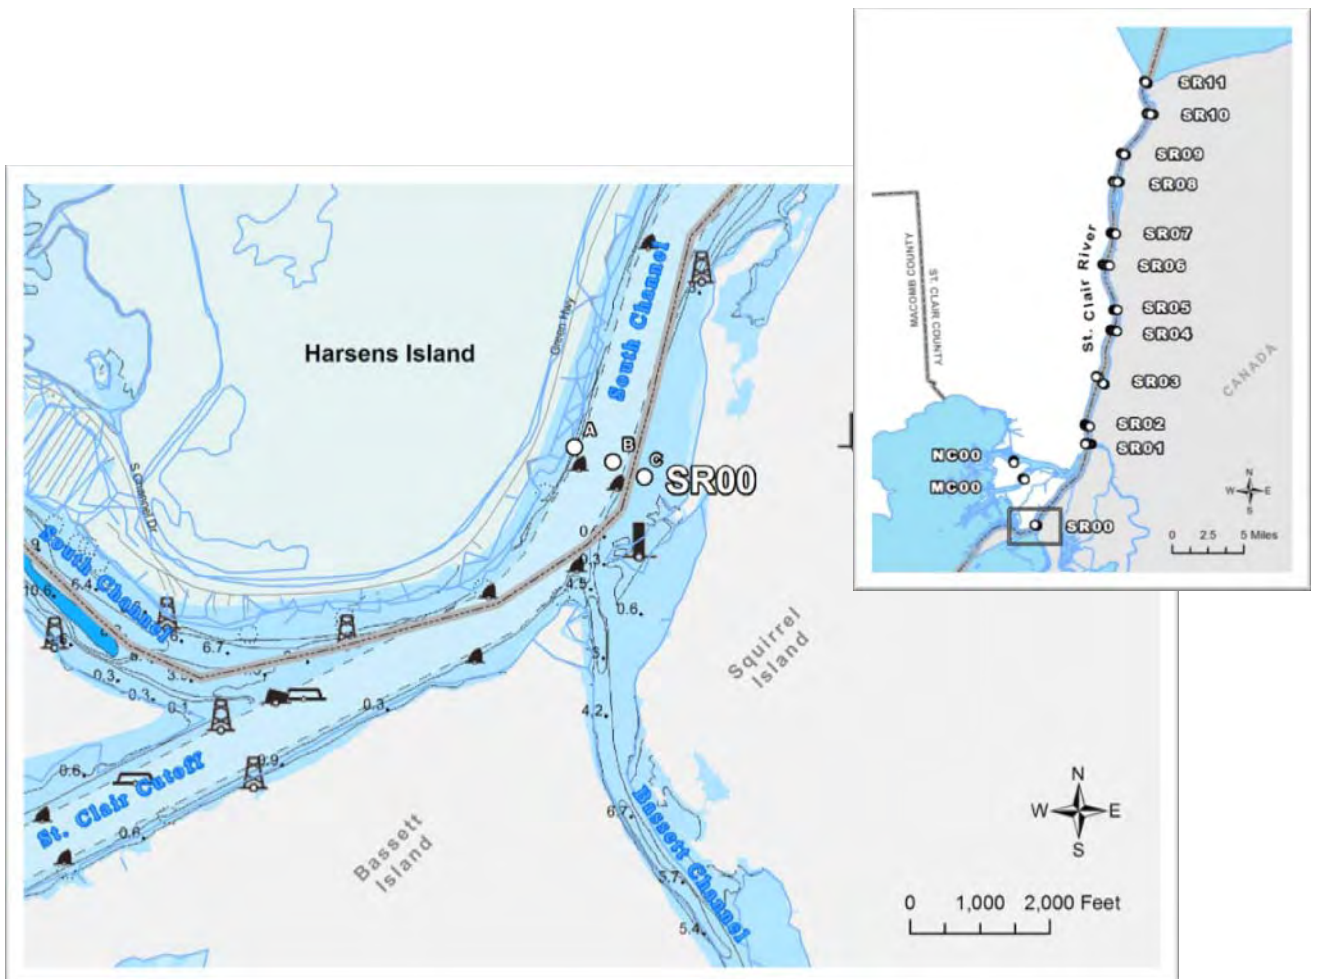 SR11
SR10
SR09
SR08
SR07
SR06
SR05
SR04
SR03
SR02
SR01
St. Clair River
MACOMB COUNTY
ST. CLAIR COUNTY
CANADA
NC00
MC00
SR00
N
W E
S
0 2.5 5 Miles
Harsens Island
Green Hwy
South Channel
A
B
C
SR00
S Channel Dr
South Channel
10.6
6.4
6.7
0.3
0.3
0.1
0.3
4.5
0.6
4.2
0.6
0.9
0.6
6.7
5.7
5.4
St. Clair Cutoff
Bassett
Island
Squirrel
Island
Bassett Channel
N
W E
S
0 1,000 2,000 Feet